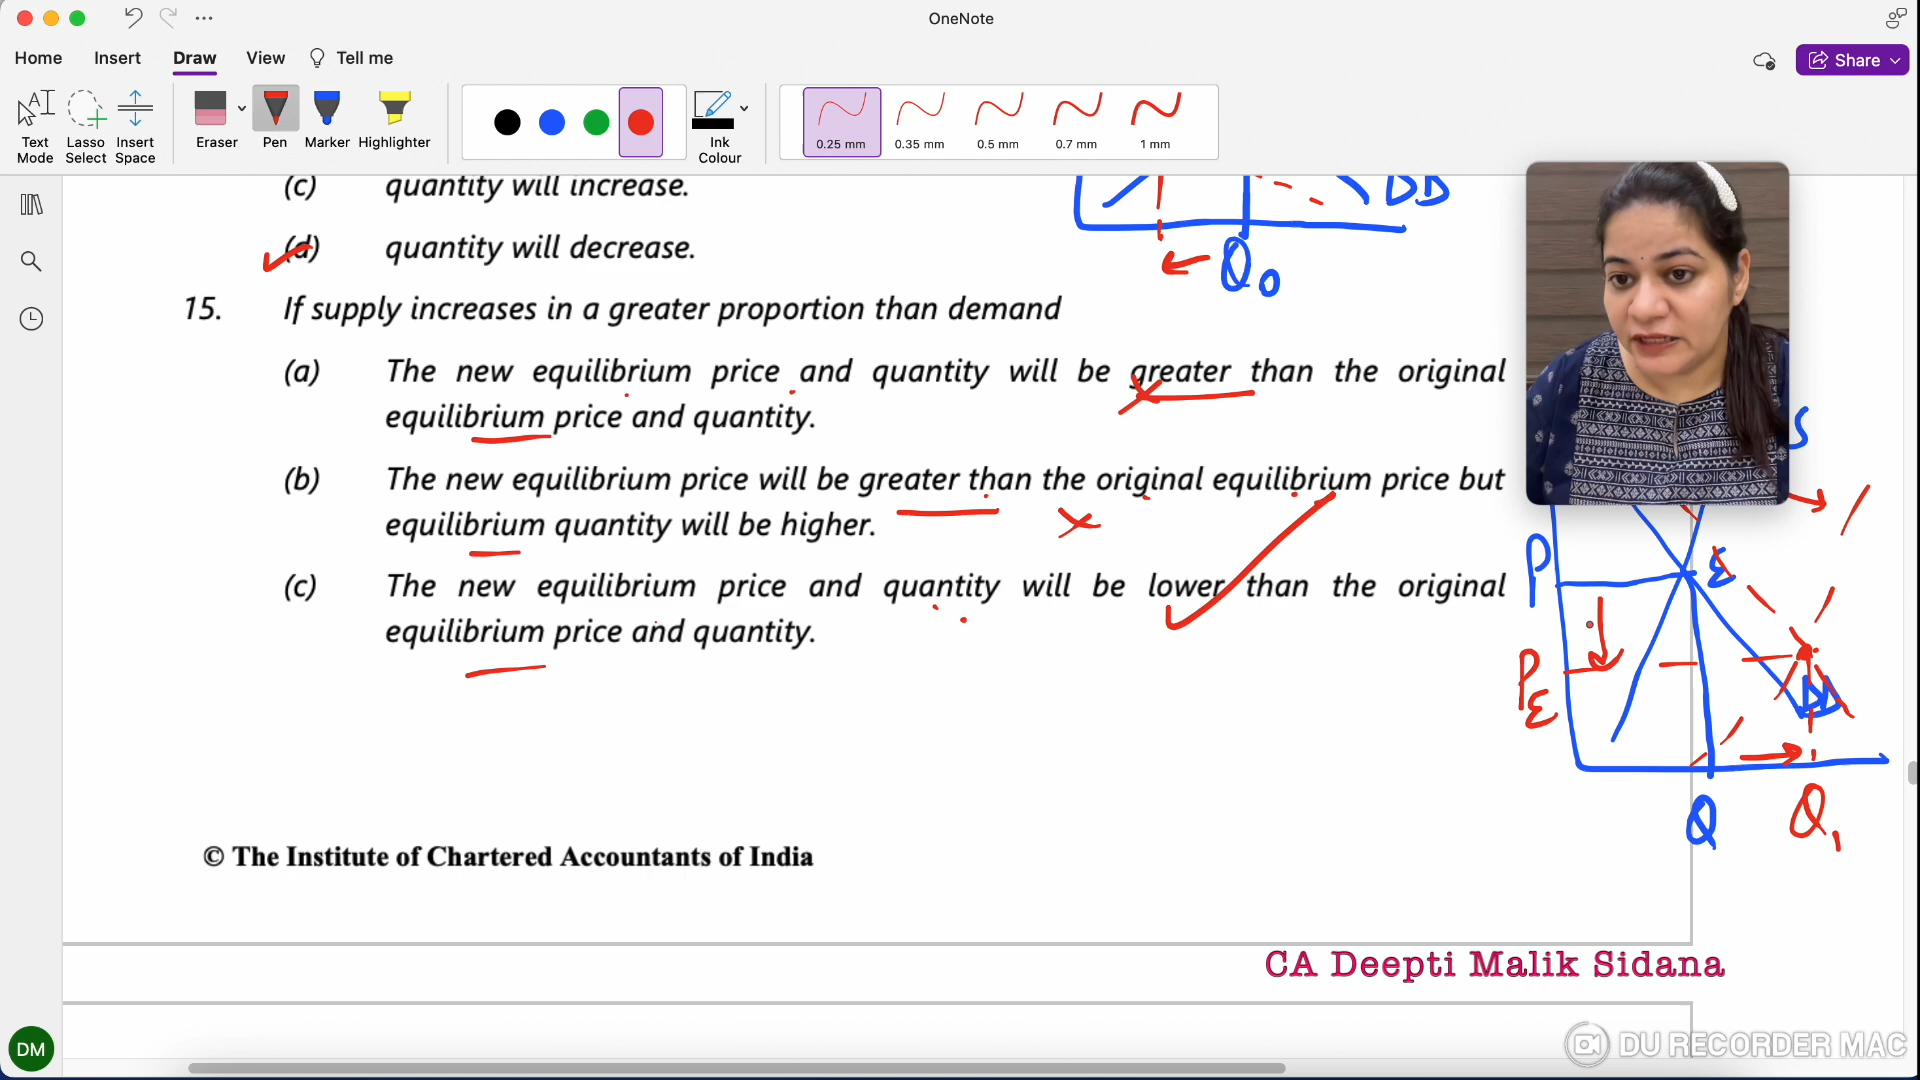 OneNote
Home Insert Draw View Tell me
Share
Text Mode
Lasso Select
Insert Space
Eraser
Pen
Marker
Highlighter
Ink Colour
0.25 mm
0.35 mm
0.5 mm
0.7 mm
1 mm
(c) quantity will increase.
(d) quantity will decrease.
DD
Q0
15. If supply increases in a greater proportion than demand
(a) The new equilibrium price and quantity will be greater than the original
equilibrium price and quantity.
(b) The new equilibrium price will be greater than the original equilibrium price but
equilibrium quantity will be higher.
(c) The new equilibrium price and quantity will be lower than the original
equilibrium price and quantity.
S
P
E
PE
DD
Q
Q1
© The Institute of Chartered Accountants of India
CA Deepti Malik Sidana
DM
DU RECORDER MAC